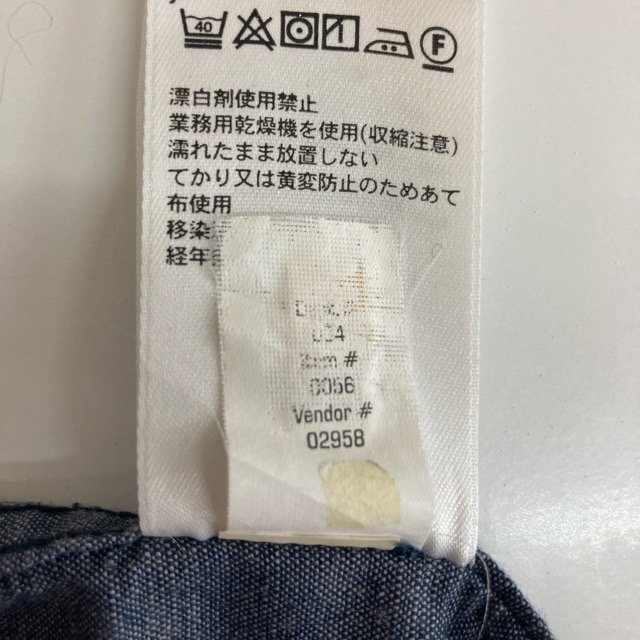 40 1 F
漂白剤使用禁止
業務用乾燥機を使用(収縮注意)
濡れたまま放置しない
てかり又は黄変防止のためあて
布使用
移染
経年
#
Item #
Vendor #
02958